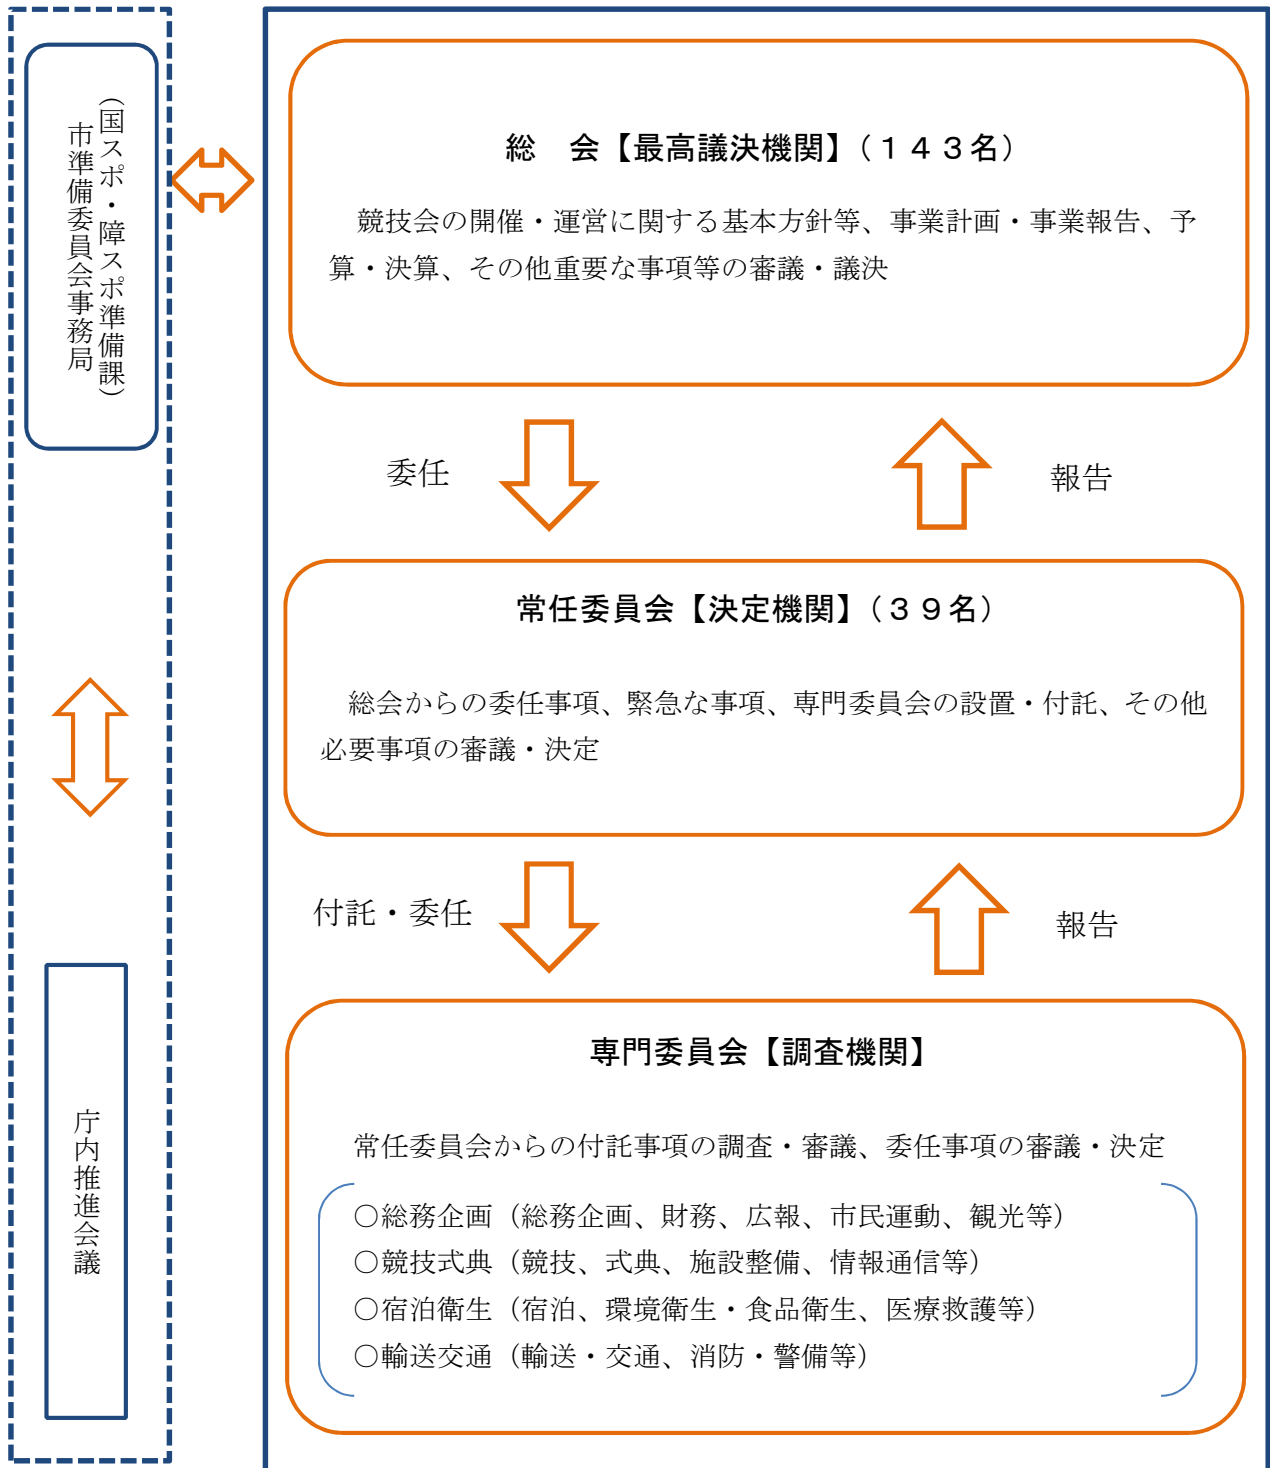 (国スポ・障スポ準備課)
市準備委員会事務局
総　会【最高議決機関】（１４３名）
競技会の開催・運営に関する基本方針等、事業計画・事業報告、予
算・決算、その他重要な事項等の審議・議決
委任
報告
常任委員会【決定機関】（３９名）
総会からの委任事項、緊急な事項、専門委員会の設置・付託、その他
必要事項の審議・決定
付託・委任
報告
庁内推進会議
専門委員会【調査機関】
常任委員会からの付託事項の調査・審議、委任事項の審議・決定
○総務企画（総務企画、財務、広報、市民運動、観光等）
○競技式典（競技、式典、施設整備、情報通信等）
○宿泊衛生（宿泊、環境衛生・食品衛生、医療救護等）
○輸送交通（輸送・交通、消防・警備等）